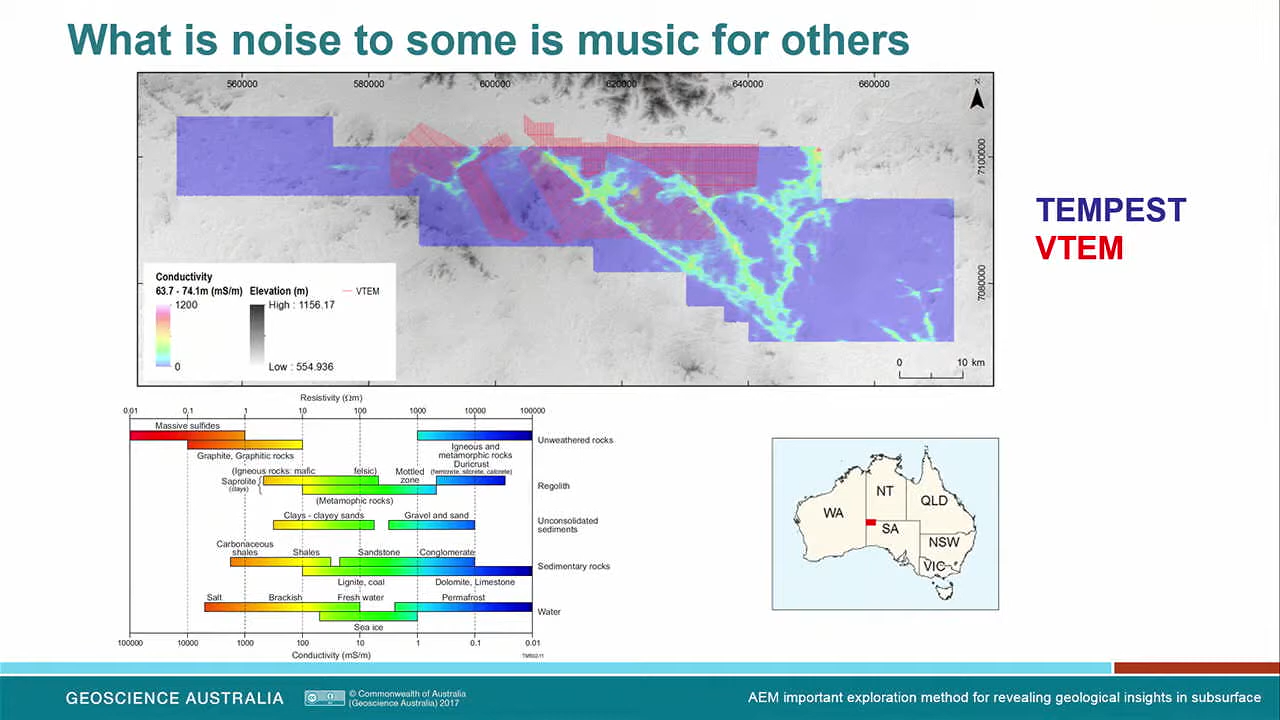 What is noise to some is music for others
560000 580000 600000 620000 640000 660000
N
7100000
7080000
TEMPEST
VTEM
Conductivity
63.7 - 74.1m (mS/m) Elevation (m) VTEM
1200 High : 1156.17
0 Low : 554.936
0 10 km
Resistivity (Ωm)
0.01 0,1 1 10 100 1000 10000 100000
Massive sulfides
Unweathered rocks
Graphite, Graphitic rocks
Igneous and
metamorphic rocks
Duricrust
(ferricrete, silcrete, calcrete)
(Igneous rocks: mafic felsic)
Mottled
zone
Saprolite
(clays)
Regolith
(Metamophic rocks)
Clays - clayey sands Gravel and sand
Unconsolidated
sediments
Carbonaceous
shales Shales Sandstone Conglomerate
Sedimentary rocks
Lignite, coal Dolomite, Limestone
Salt Brackish Fresh water Permafrost
Water
Sea ice
100000 10000 1000 100 10 1 0.1 0.01
Conductivity (mS/m)
WA
NT
QLD
SA
NSW
VIC
GEOSCIENCE AUSTRALIA
© Commonwealth of Australia
(Geoscience Australia) 2017
AEM important exploration method for revealing geological insights in subsurface